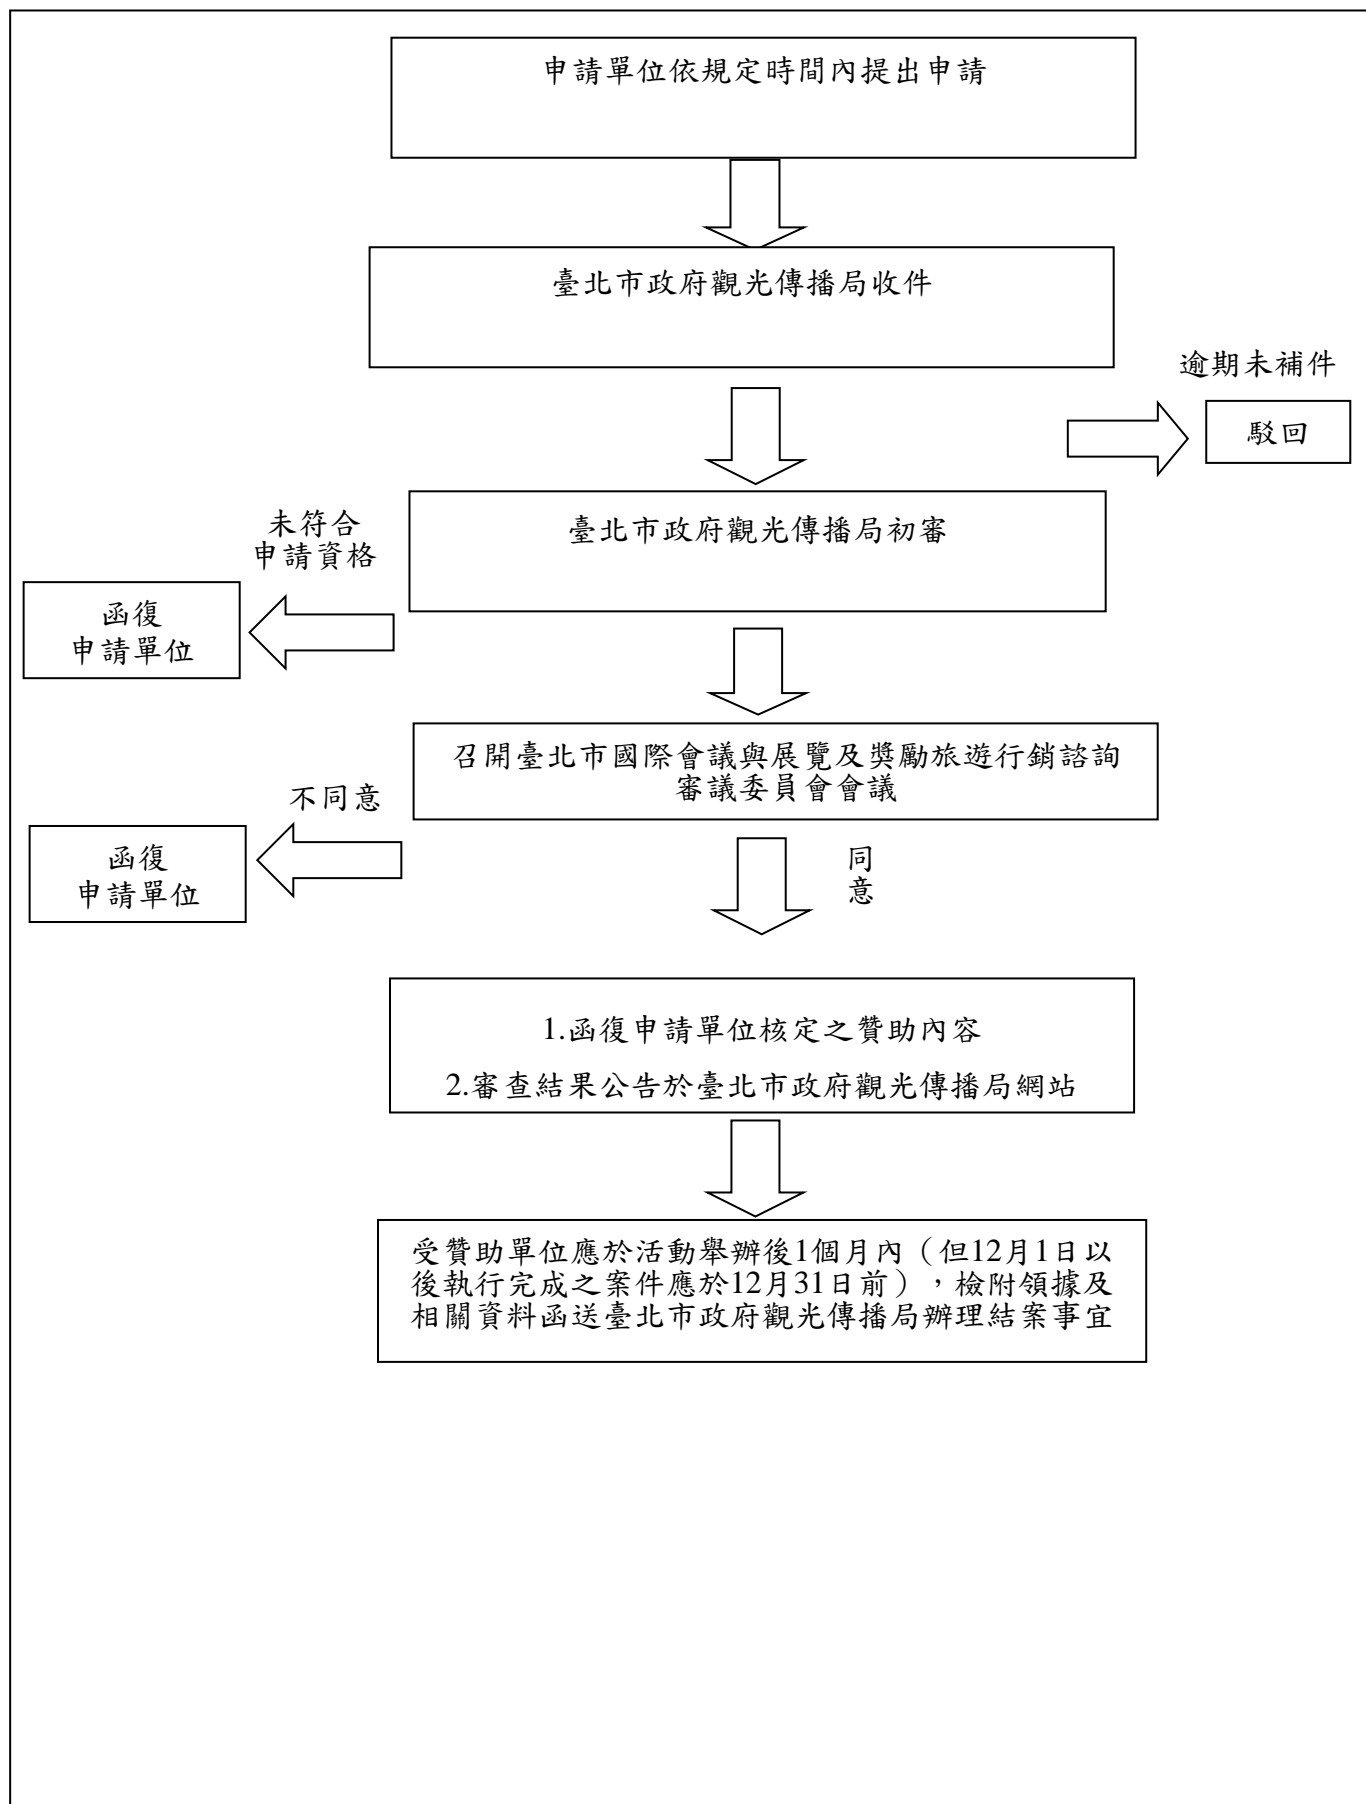 申請單位依規定時間內提出申請
臺北市政府觀光傳播局收件
逾期未補件
駁回
臺北市政府觀光傳播局初審
未符合
申請資格
函復
申請單位
召開臺北市國際會議與展覽及獎勵旅遊行銷諮詢
審議委員會會議
不同意
函復
申請單位
同
意
1.函復申請單位核定之贊助內容
2.審查結果公告於臺北市政府觀光傳播局網站
受贊助單位應於活動舉辦後1個月內（但12月1日以
後執行完成之案件應於12月31日前），檢附領據及
相關資料函送臺北市政府觀光傳播局辦理結案事宜